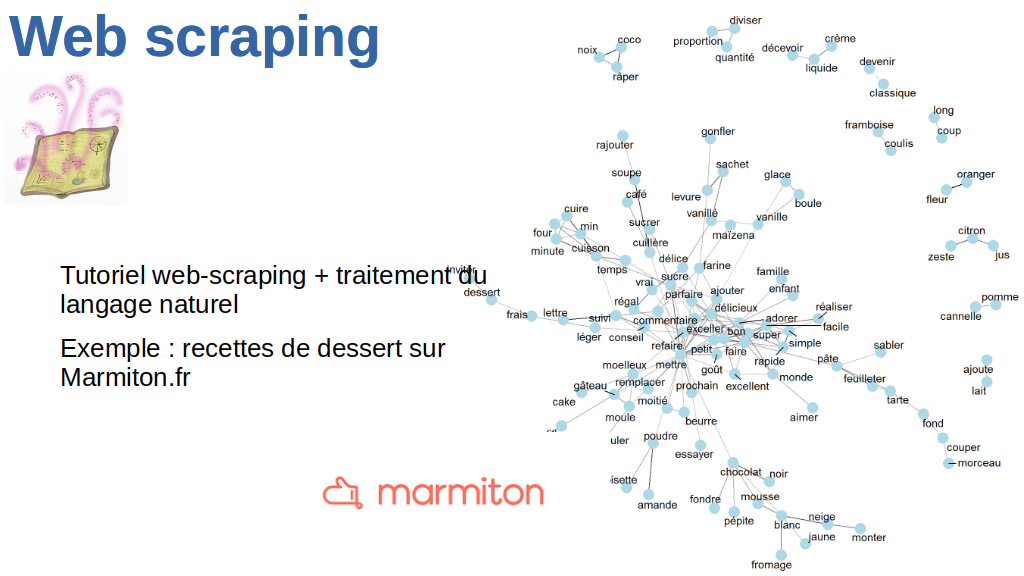 Web scraping
Tutoriel web-scraping + traitement du
langage naturel
Exemple : recettes de dessert sur
Marmiton.fr
marmiton
diviser
proportion
quantité
coco
noix
râper
crème
décevoir
liquide
devenir
classique
long
coup
framboise
coulis
oranger
fleur
citron
zeste
jus
pomme
cannelle
ajoute
lait
rajouter
gonfler
soupe
café
sachet
levure
glace
boule
vanillé
vanille
maïzena
cuire
four
min
minute
cuisson
temps
sucrer
cuillère
délice
farine
sucre
vrai
parfaire
ajouter
famille
enfant
régal
délicieux
réaliser
dessert
frais
lettre
suivi
commentaire
adorer
facile
léger
conseil
exceller
bon
super
simple
refaire
petit
faire
rapide
mettre
goût
moelleux
pâte
sabler
gâteau
remplacer
prochain
excellent
monde
feuilleter
cake
moitié
tarte
moule
beurre
aimer
fond
uler
poudre
essayer
couper
morceau
isette
amande
chocolat
noir
fondre
mousse
pépite
blanc
neige
jaune
monter
fromage